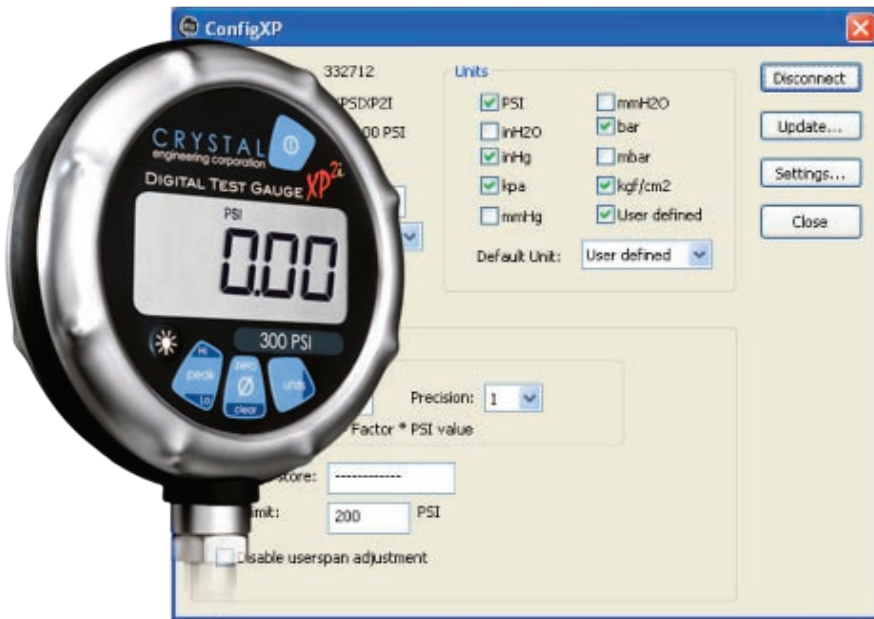 ConfigXP
332712
PSIXP2I
00 PSI
Units
PSI
mmH2O
inH2O
bar
inHg
mbar
kpa
kgf/cm2
mmHg
User defined
Default Unit:
User defined
Disconnect
Update...
Settings...
Close
CRYSTAL
engineering corporation
DIGITAL TEST GAUGE XP2i
PSI
0.00
300 PSI
Hi
peak
Lo
zero
Ø
clear
units
Precision:
1
Factor * PSI value
score:
------------
imit:
200
PSI
Disable userspan adjustment